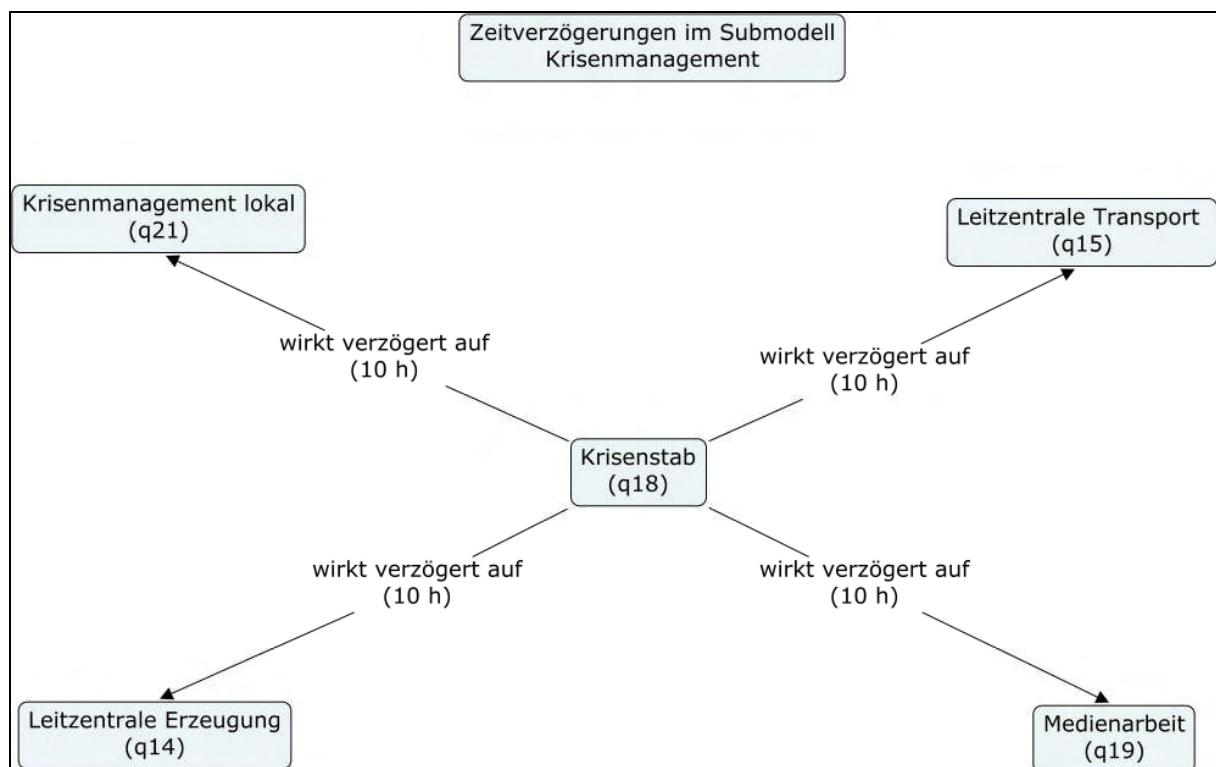 Zeitverzögerungen im Submodell
Krisenmanagement
Krisenmanagement lokal
(q21)
Leitzentrale Transport
(q15)
wirkt verzögert auf
(10 h)
wirkt verzögert auf
(10 h)
Krisenstab
(q18)
wirkt verzögert auf
(10 h)
wirkt verzögert auf
(10 h)
Leitzentrale Erzeugung
(q14)
Medienarbeit
(q19)